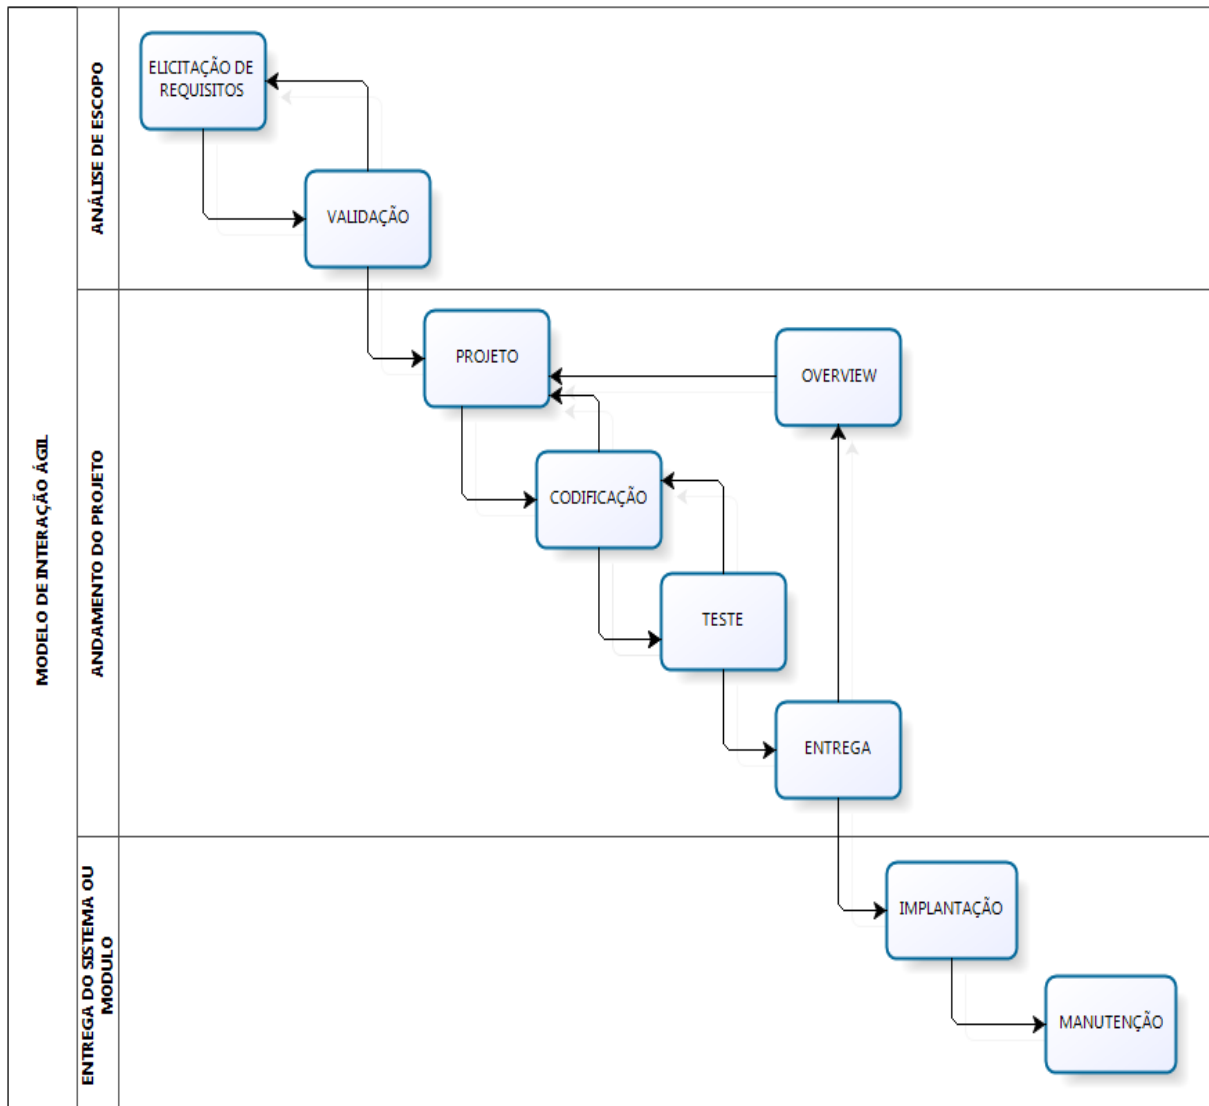 MODELO DE INTERAÇÃO ÁGIL
ANÁLISE DE ESCOPO
ELICITAÇÃO DE
REQUISITOS
VALIDAÇÃO
ANDAMENTO DO PROJETO
PROJETO
OVERVIEW
CODIFICAÇÃO
TESTE
ENTREGA
ENTREGA DO SISTEMA OU
MODULO
IMPLANTAÇÃO
MANUTENÇÃO